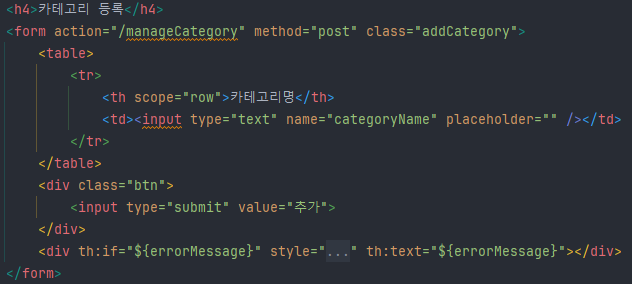 <h4>카테고리 등록</h4>
<form action="/manageCategory" method="post" class="addCategory">
<table>
<tr>
<th scope="row">카테고리명</th>
<td><input type="text" name="categoryName" placeholder="" /></td>
</tr>
</table>
<div class="btn">
<input type="submit" value="추가">
</div>
<div th:if="${errorMessage}" style="..." th:text="${errorMessage}"></div>
</form>